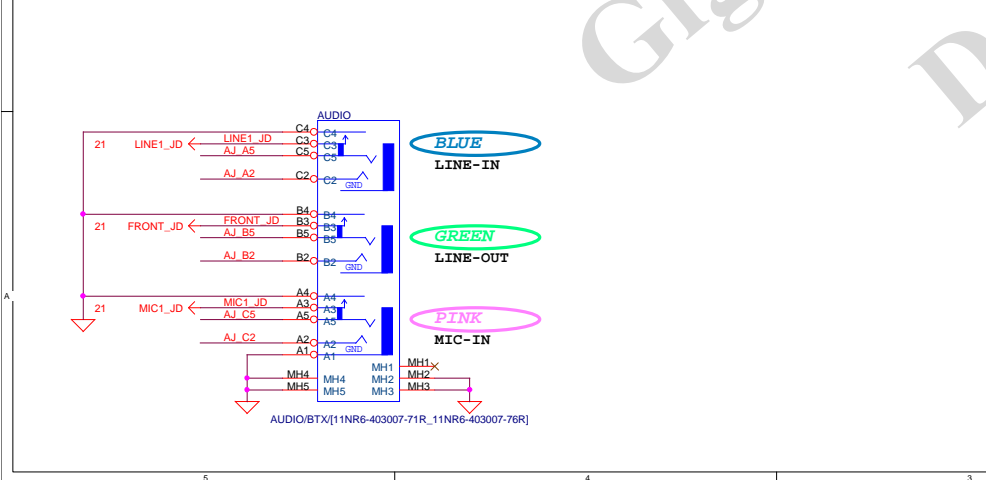 Gig
D
AUDIO
C4 C4
21 LINE1_JD LINE1_JD C3 C3
AJ_A5 C5 C5
AJ_A2 C2 C2
GND
BLUE
LINE-IN
B4 B4
21 FRONT_JD FRONT_JD B3 B3
AJ_B5 B5 B5
AJ_B2 B2 B2
GND
GREEN
LINE-OUT
A4 A4
21 MIC1_JD MIC1_JD A3 A3
AJ_C5 A5 A5
AJ_C2 A2 A2
GND
A1 A1
PINK
MIC-IN
MH1 MH1
MH4 MH4 MH2 MH2
MH5 MH5 MH3 MH3
AUDIO/BTX/[11NR6-403007-71R_11NR6-403007-76R]
A
5 4 3